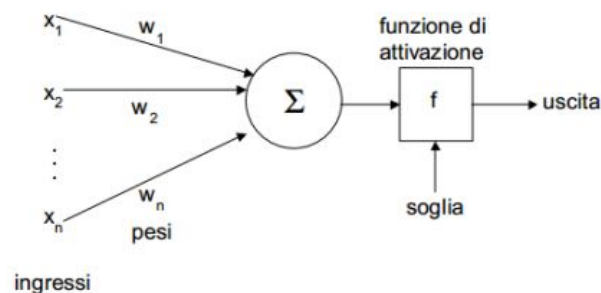 x1
w1
funzione di
attivazione
x2
w2
Σ
f
uscita
⋮
xn
wn
pesi
soglia
ingressi